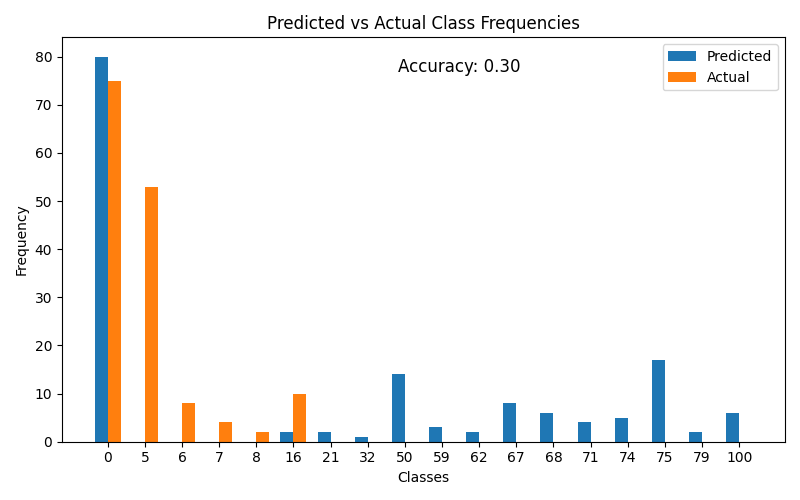 Predicted vs Actual Class Frequencies
Accuracy: 0.30
Predicted
Actual
Frequency
80
70
60
50
40
30
20
10
0
0 5 6 7 8 16 21 32 50 59 62 67 68 71 74 75 79 100
Classes